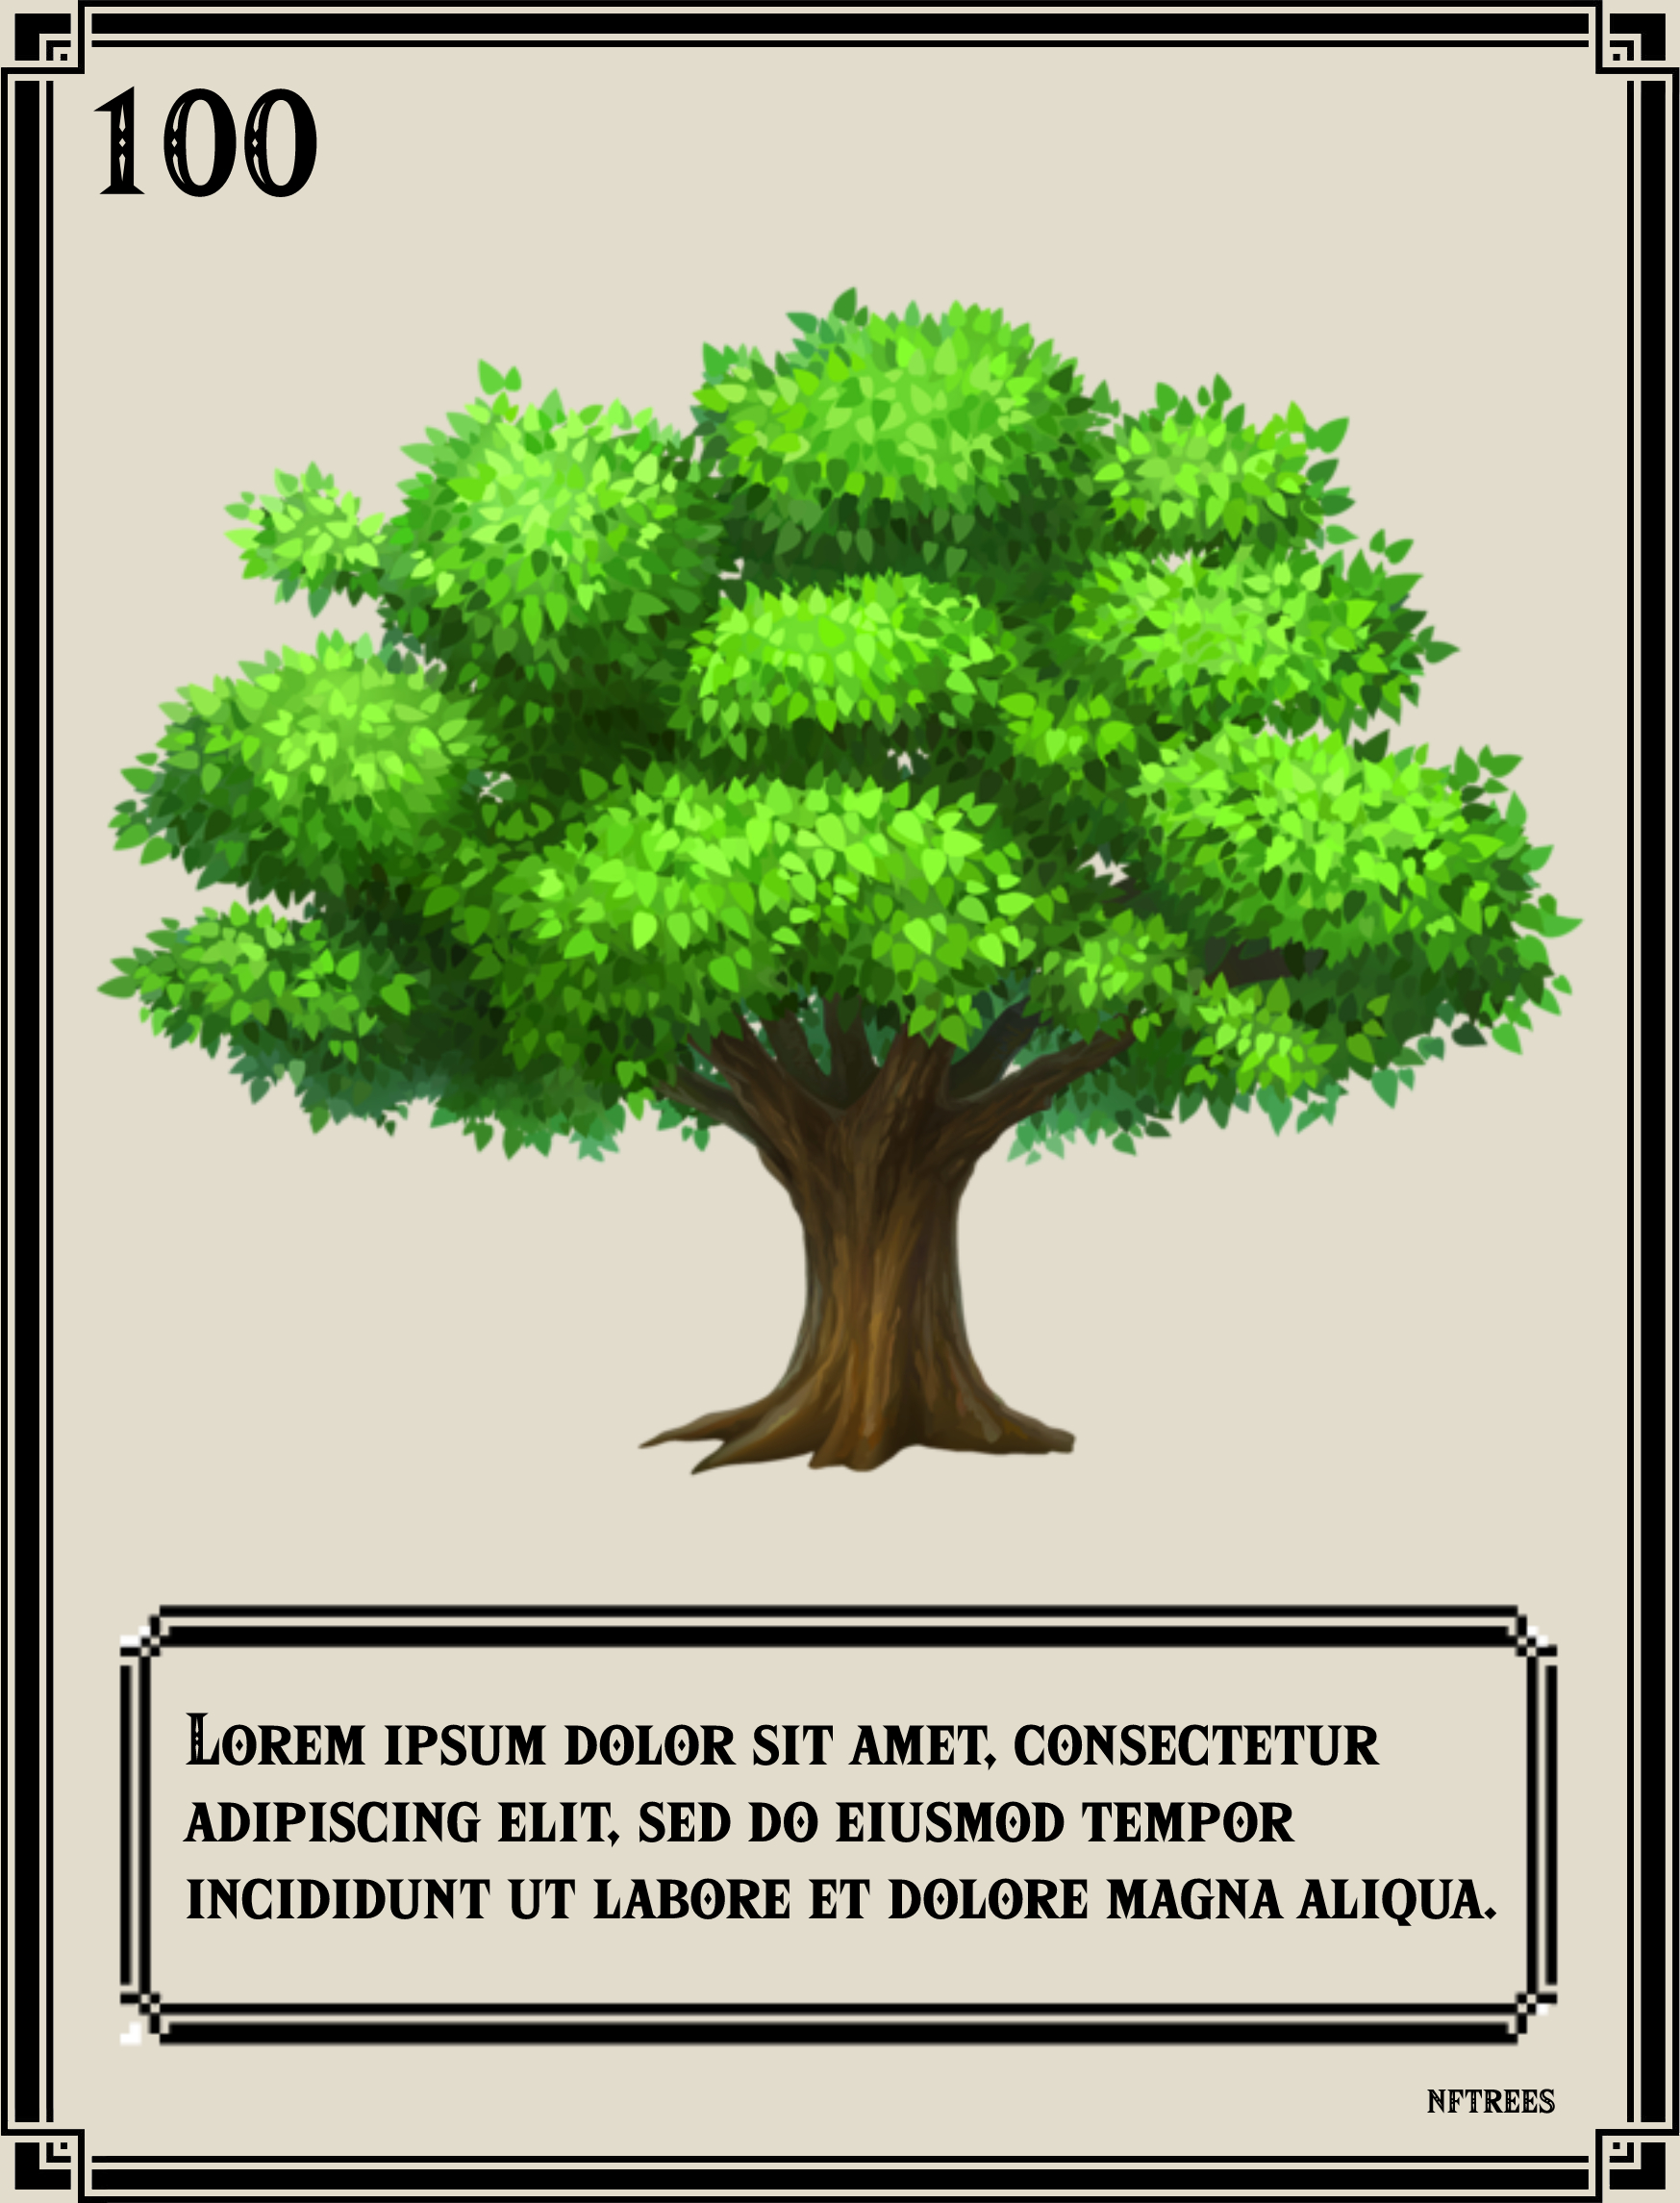 100
Lorem ipsum dolor sit amet, consectetur
adipiscing elit, sed do eiusmod tempor
incididunt ut labore et dolore magna aliqua.
NFTREES